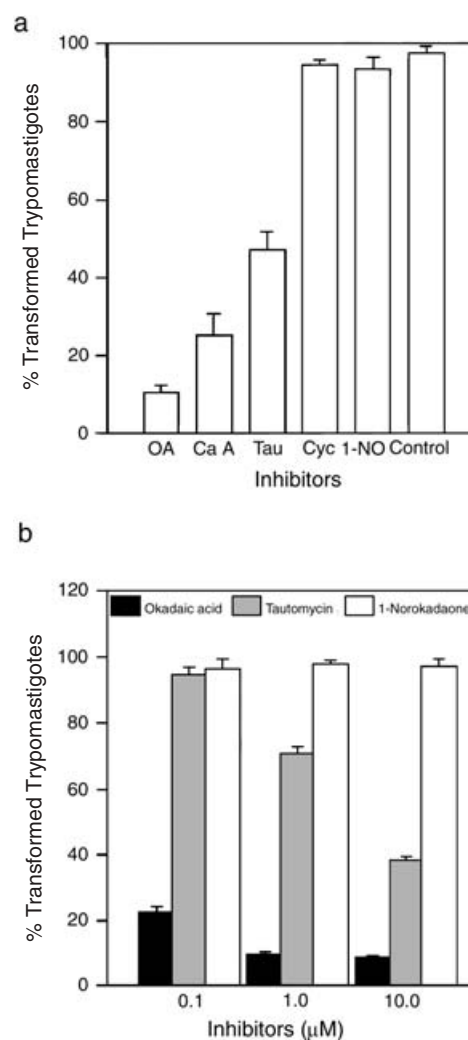 a
% Transformed Trypomastigotes
100
80
60
40
20
0
OA Ca A Tau Cyc 1-NO Control
Inhibitors
b
% Transformed Trypomastigotes
120
100
80
60
40
20
0
Okadaic acid Tautomycin 1-Norokadaone
0.1 1.0 10.0
Inhibitors (μM)